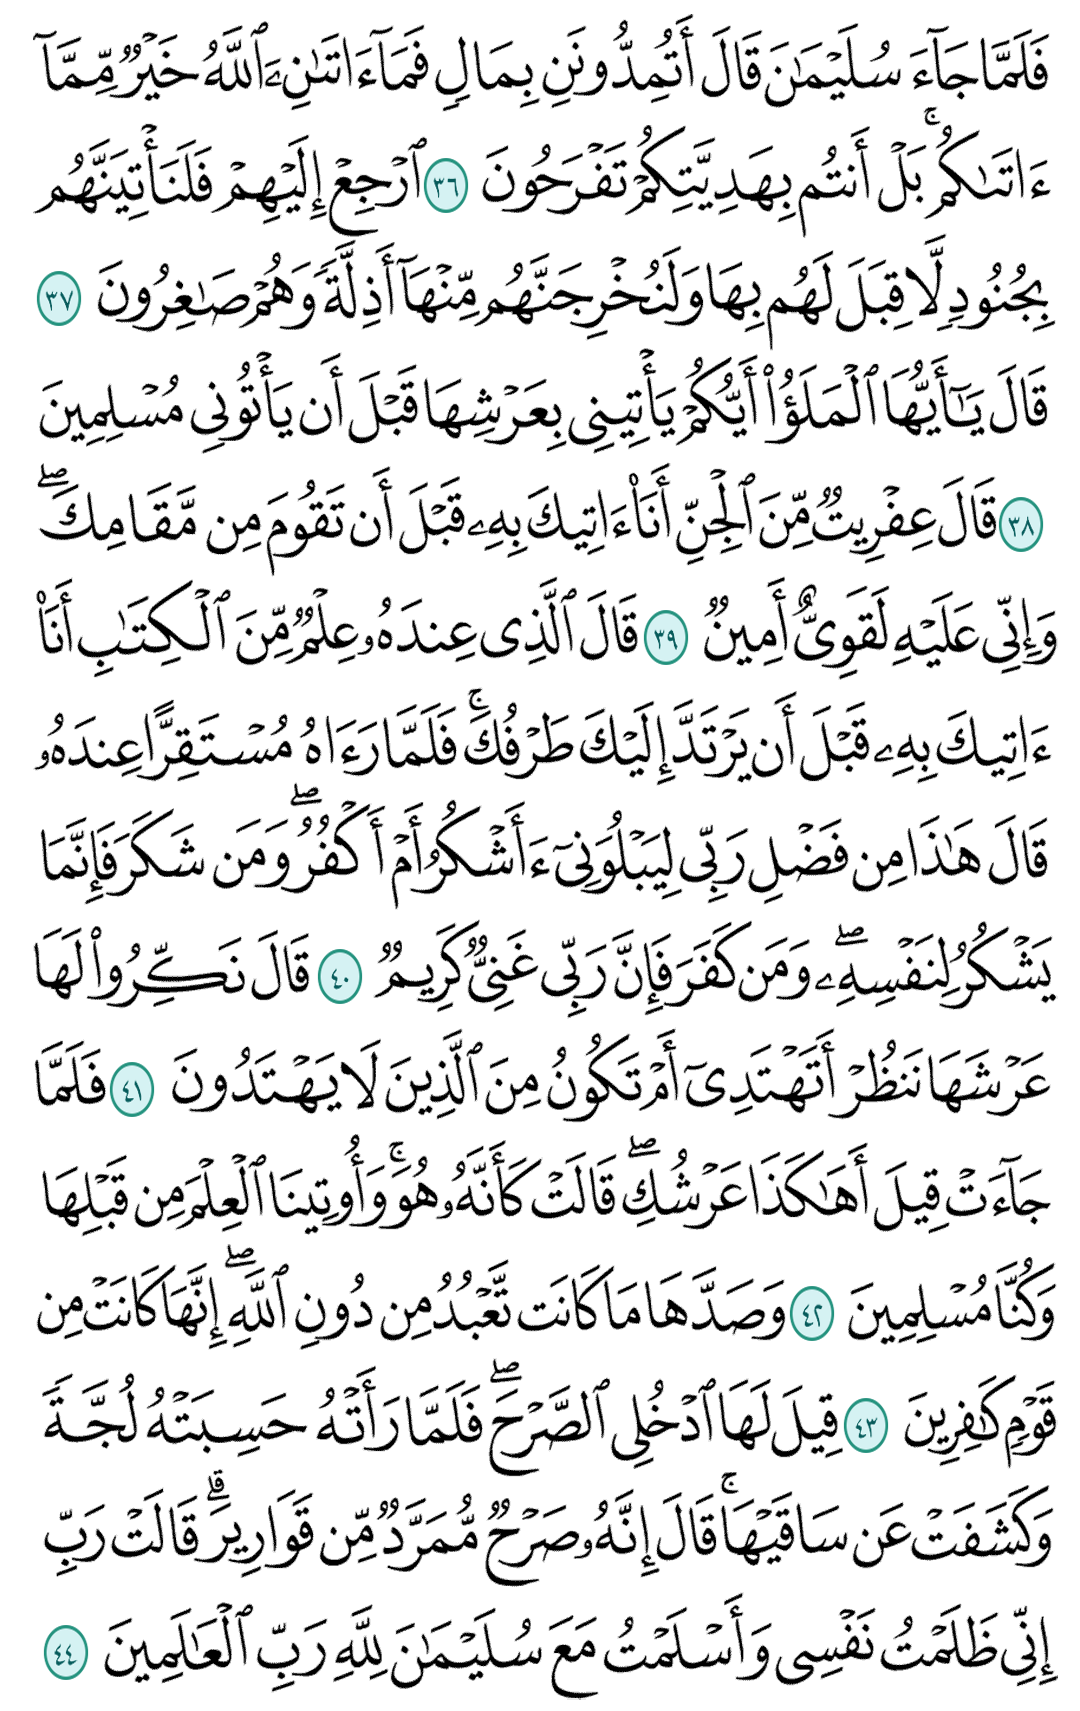 فَلَمَّا جَآءَ سُلَيْمَٰنَ قَالَ أَتُمِدُّونَنِ بِمَالٍ فَمَآ ءَاتَىٰنِۦَ ٱللَّهُ خَيْرٌ مِّمَّآ
ءَاتَىٰكُمۚ بَلْ أَنتُم بِهَدِيَّتِكُمْ تَفْرَحُونَ ٣٦ ٱرْجِعْ إِلَيْهِمْ فَلَنَأْتِيَنَّهُم
بِجُنُودٍ لَّا قِبَلَ لَهُم بِهَا وَلَنُخْرِجَنَّهُم مِّنْهَآ أَذِلَّةً وَهُمْ صَٰغِرُونَ ٣٧
قَالَ يَٰٓأَيُّهَا ٱلْمَلَؤُا۟ أَيُّكُمْ يَأْتِينِى بِعَرْشِهَا قَبْلَ أَن يَأْتُونِى مُسْلِمِينَ
٣٨ قَالَ عِفْرِيتٌ مِّنَ ٱلْجِنِّ أَنَا۠ ءَاتِيكَ بِهِۦ قَبْلَ أَن تَقُومَ مِن مَّقَامِكَۖ
وَإِنِّى عَلَيْهِ لَقَوِىٌّ أَمِينٌ ٣٩ قَالَ ٱلَّذِى عِندَهُۥ عِلْمٌ مِّنَ ٱلْكِتَٰبِ أَنَا۠
ءَاتِيكَ بِهِۦ قَبْلَ أَن يَرْتَدَّ إِلَيْكَ طَرْفُكَۚ فَلَمَّا رَءَاهُ مُسْتَقِرًّا عِندَهُۥ
قَالَ هَٰذَا مِن فَضْلِ رَبِّى لِيَبْلُوَنِىٓ ءَأَشْكُرُ أَمْ أَكْفُرُۖ وَمَن شَكَرَ فَإِنَّمَا
يَشْكُرُ لِنَفْسِهِۦۖ وَمَن كَفَرَ فَإِنَّ رَبِّى غَنِىٌّ كَرِيمٌ ٤٠ قَالَ نَكِّرُوا۟ لَهَا
عَرْشَهَا نَنظُرْ أَتَهْتَدِىٓ أَمْ تَكُونُ مِنَ ٱلَّذِينَ لَا يَهْتَدُونَ ٤١ فَلَمَّا
جَآءَتْ قِيلَ أَهَٰكَذَا عَرْشُكِۖ قَالَتْ كَأَنَّهُۥ هُوَۚ وَأُوتِينَا ٱلْعِلْمَ مِن قَبْلِهَا
وَكُنَّا مُسْلِمِينَ ٤٢ وَصَدَّهَا مَا كَانَت تَّعْبُدُ مِن دُونِ ٱللَّهِۖ إِنَّهَا كَانَتْ مِن
قَوْمٍ كَٰفِرِينَ ٤٣ قِيلَ لَهَا ٱدْخُلِى ٱلصَّرْحَۖ فَلَمَّا رَأَتْهُ حَسِبَتْهُ لُجَّةً
وَكَشَفَتْ عَن سَاقَيْهَاۚ قَالَ إِنَّهُۥ صَرْحٌ مُّمَرَّدٌ مِّن قَوَارِيرَۗ قَالَتْ رَبِّ
إِنِّى ظَلَمْتُ نَفْسِى وَأَسْلَمْتُ مَعَ سُلَيْمَٰنَ لِلَّهِ رَبِّ ٱلْعَٰلَمِينَ ٤٤